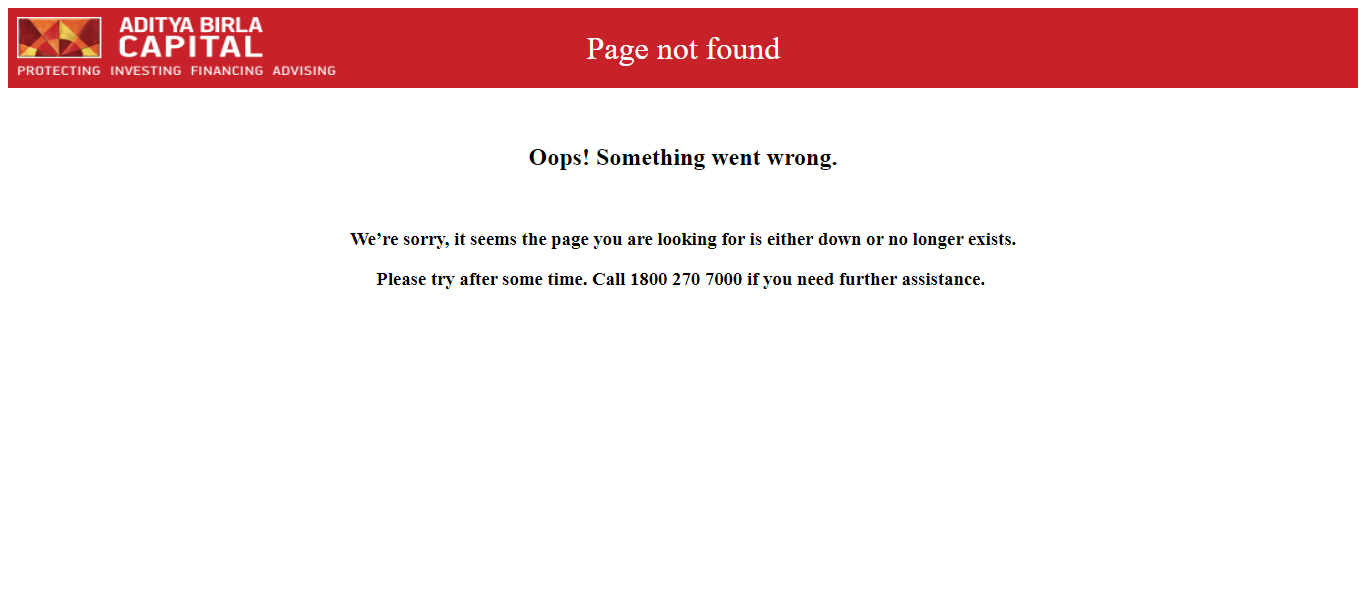 ADITYA BIRLA
CAPITAL
PROTECTING INVESTING FINANCING ADVISING
Page not found
Oops! Something went wrong.
We’re sorry, it seems the page you are looking for is either down or no longer exists.
Please try after some time. Call 1800 270 7000 if you need further assistance.